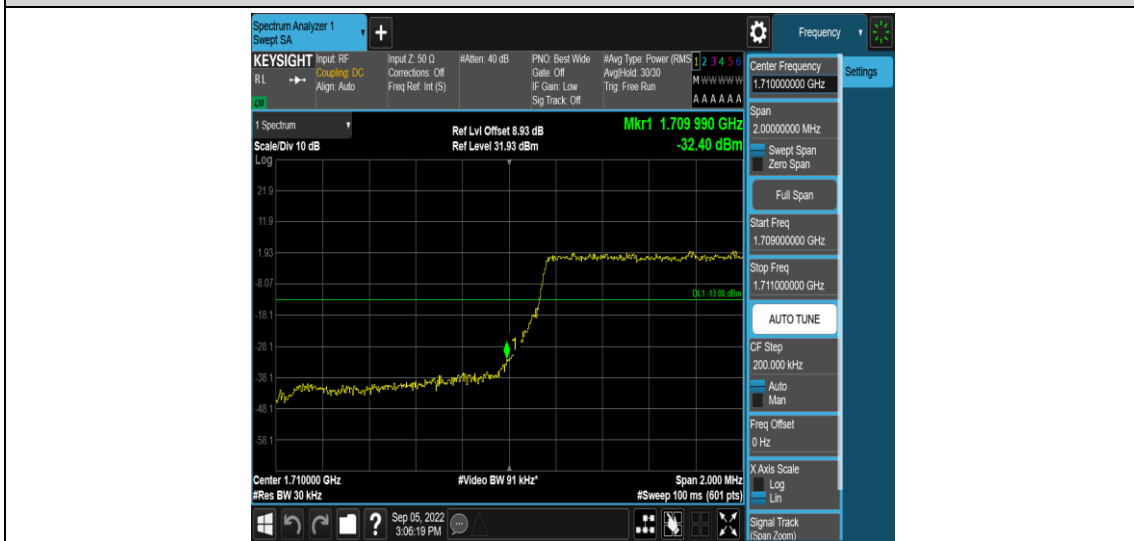 Spectrum Analyzer 1
Swept SA
+
Frequency
KEYSIGHT
RL
Input: RF
Coupling: DC
Align: Auto
Input Z: 50 Ω
Corrections: Off
Freq Ref: Int (S)
#Atten: 40 dB
PNO: Best Wide
Gate: Off
IF Gain: Low
Sig Track: Off
#Avg Type: Power (RMS
Avg|Hold: 30/30
Trig: Free Run
1 2 3 4 5 6
M W W W W W
A A A A A A
1 Spectrum
Scale/Div 10 dB
Log
Ref Lvl Offset 8.93 dB
Ref Level 31.93 dBm
Mkr1 1.709 990 GHz
-32.40 dBm
21.9
11.9
1.93
-8.07
-18.1
-28.1
-38.1
-48.1
-58.1
DL1 -13.00 dBm
1
Center 1.710000 GHz
#Res BW 30 kHz
#Video BW 91 kHz*
Span 2.000 MHz
#Sweep 100 ms (601 pts)
?
Sep 05, 2022
3:06:19 PM
Center Frequency
1.710000000 GHz
Settings
Span
2.00000000 MHz
Swept Span
Zero Span
Full Span
Start Freq
1.709000000 GHz
Stop Freq
1.711000000 GHz
AUTO TUNE
CF Step
200.000 kHz
Auto
Man
Freq Offset
0 Hz
X Axis Scale
Log
Lin
Signal Track
(Span Zoom)